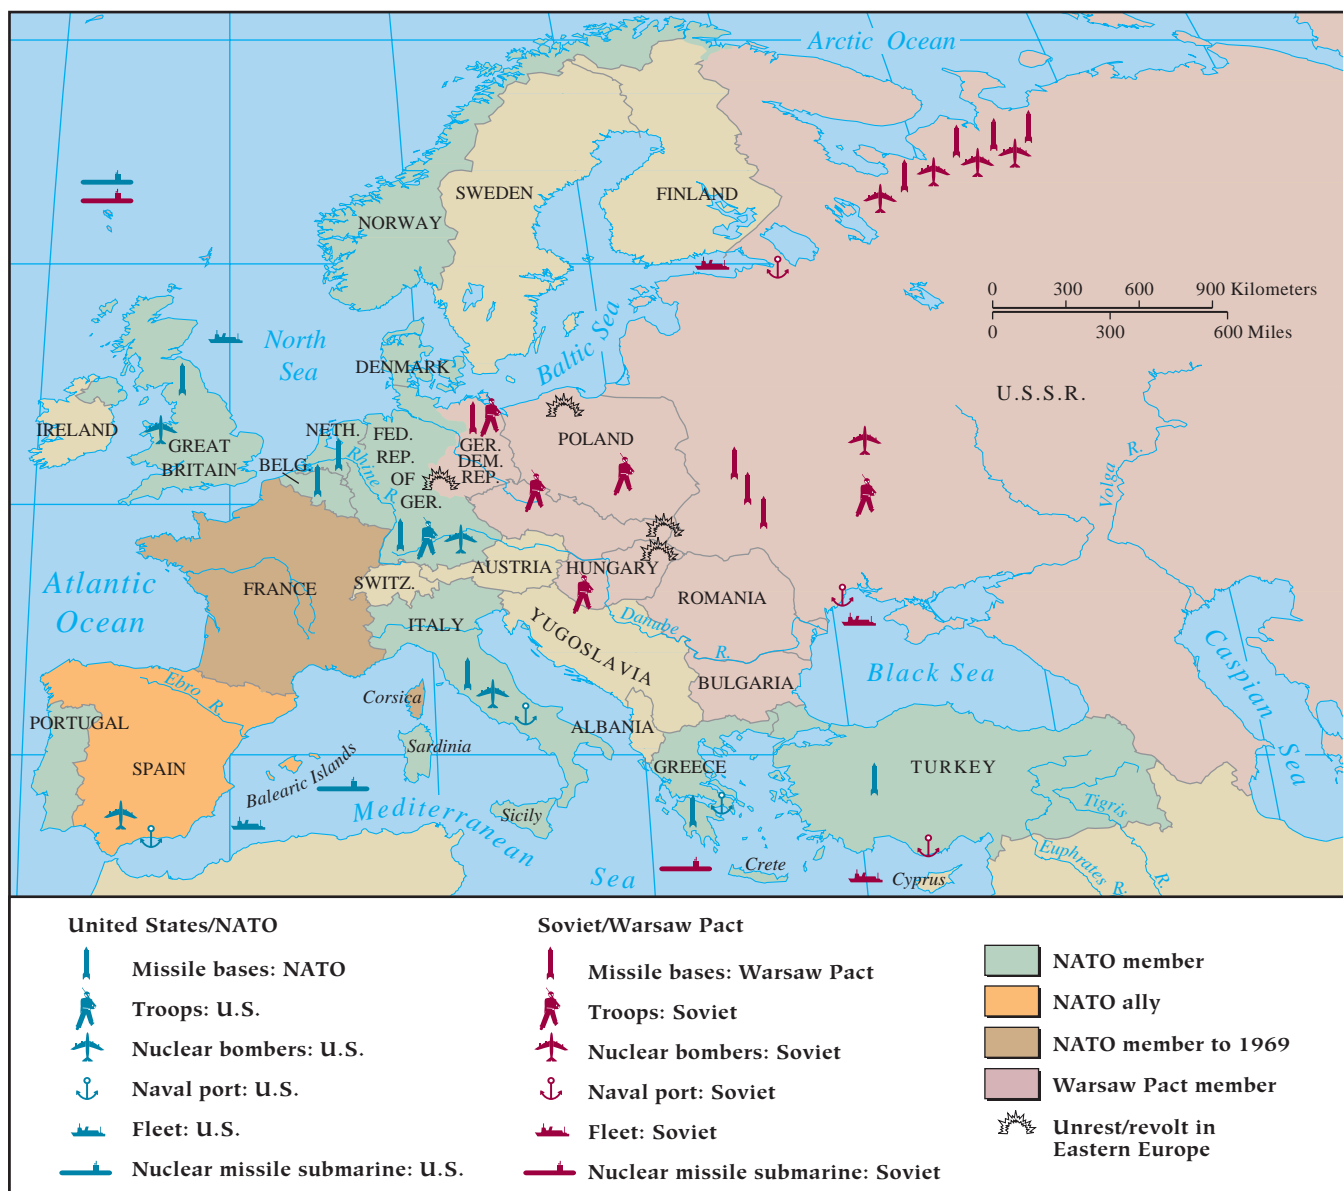 Arctic Ocean
SWEDEN
FINLAND
NORWAY
0 300 600 900 Kilometers
0 300 600 Miles
North
Sea
Baltic Sea
DENMARK
U.S.S.R.
IRELAND
GREAT
BRITAIN
NETH.
BELG.
Rhine R.
FED.
REP.
OF
GER.
GER.
DEM.
REP.
POLAND
Volga R.
Atlantic
Ocean
FRANCE
SWITZ.
AUSTRIA
HUNGARY
ROMANIA
ITALY
YUGOSLAVIA
Danube
R.
Black Sea
Caspian
Sea
BULGARIA
Ebro R.
Corsica
PORTUGAL
ALBANIA
Sardinia
SPAIN
Balearic Islands
GREECE
TURKEY
Mediterranean
Sea
Sicily
Tigris
R.
Euphrates R.
Crete
Cyprus
United States/NATO
Missile bases: NATO
Troops: U.S.
Nuclear bombers: U.S.
Naval port: U.S.
Fleet: U.S.
Nuclear missile submarine: U.S.
Soviet/Warsaw Pact
Missile bases: Warsaw Pact
Troops: Soviet
Nuclear bombers: Soviet
Naval port: Soviet
Fleet: Soviet
Nuclear missile submarine: Soviet
NATO member
NATO ally
NATO member to 1969
Warsaw Pact member
Unrest/revolt in
Eastern Europe